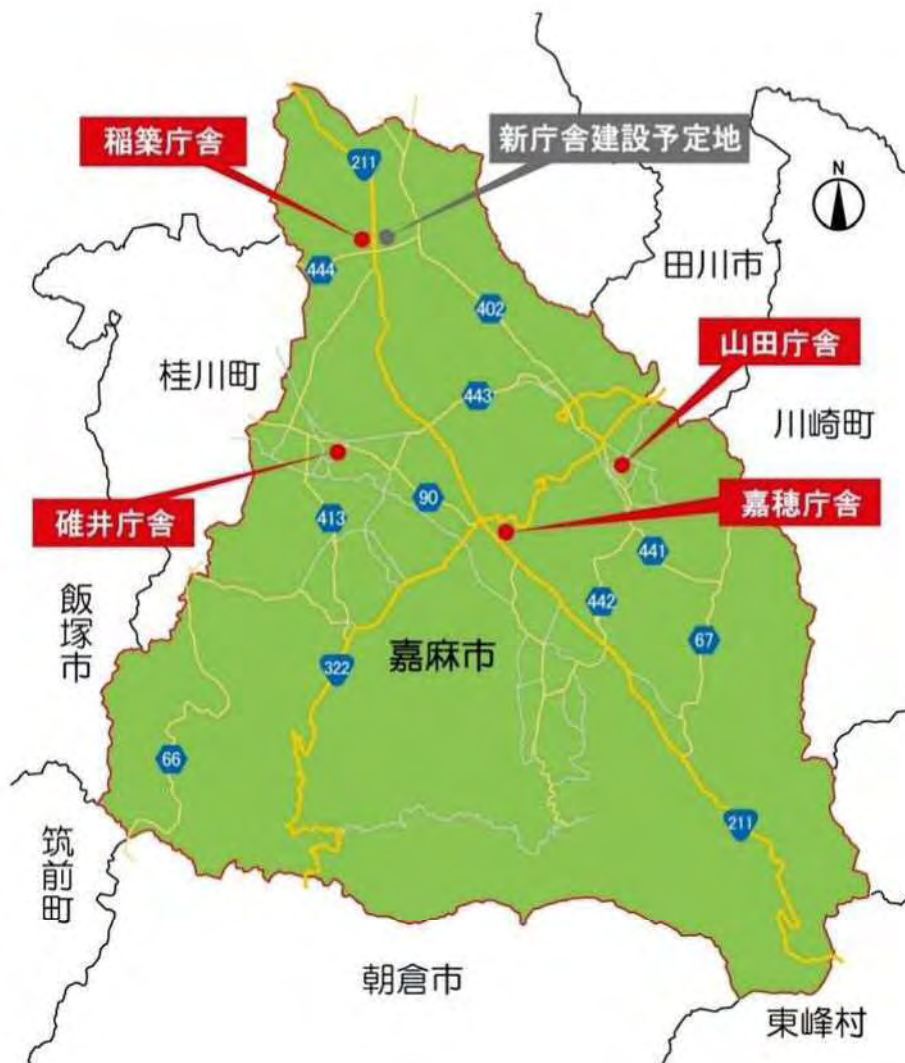 稲築庁舎
新庁舎建設予定地
N
211
444
田川市
402
山田庁舎
桂川町
443
川崎町
碓井庁舎
413
90
嘉穂庁舎
441
442
飯塚市
嘉麻市
322
67
66
211
筑前町
朝倉市
東峰村